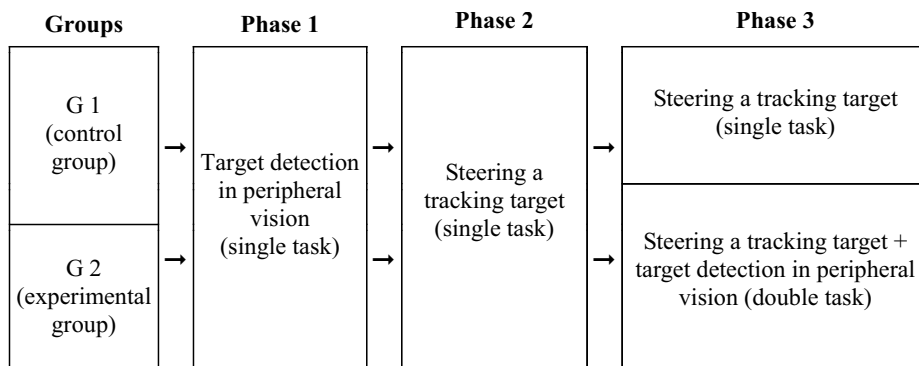 Groups
Phase 1
Phase 2
Phase 3
G 1
(control
group)
G 2
(experimental
group)
Target detection
in peripheral
vision
(single task)
Steering a
tracking target
(single task)
Steering a tracking target
(single task)
Steering a tracking target +
target detection in peripheral
vision (double task)